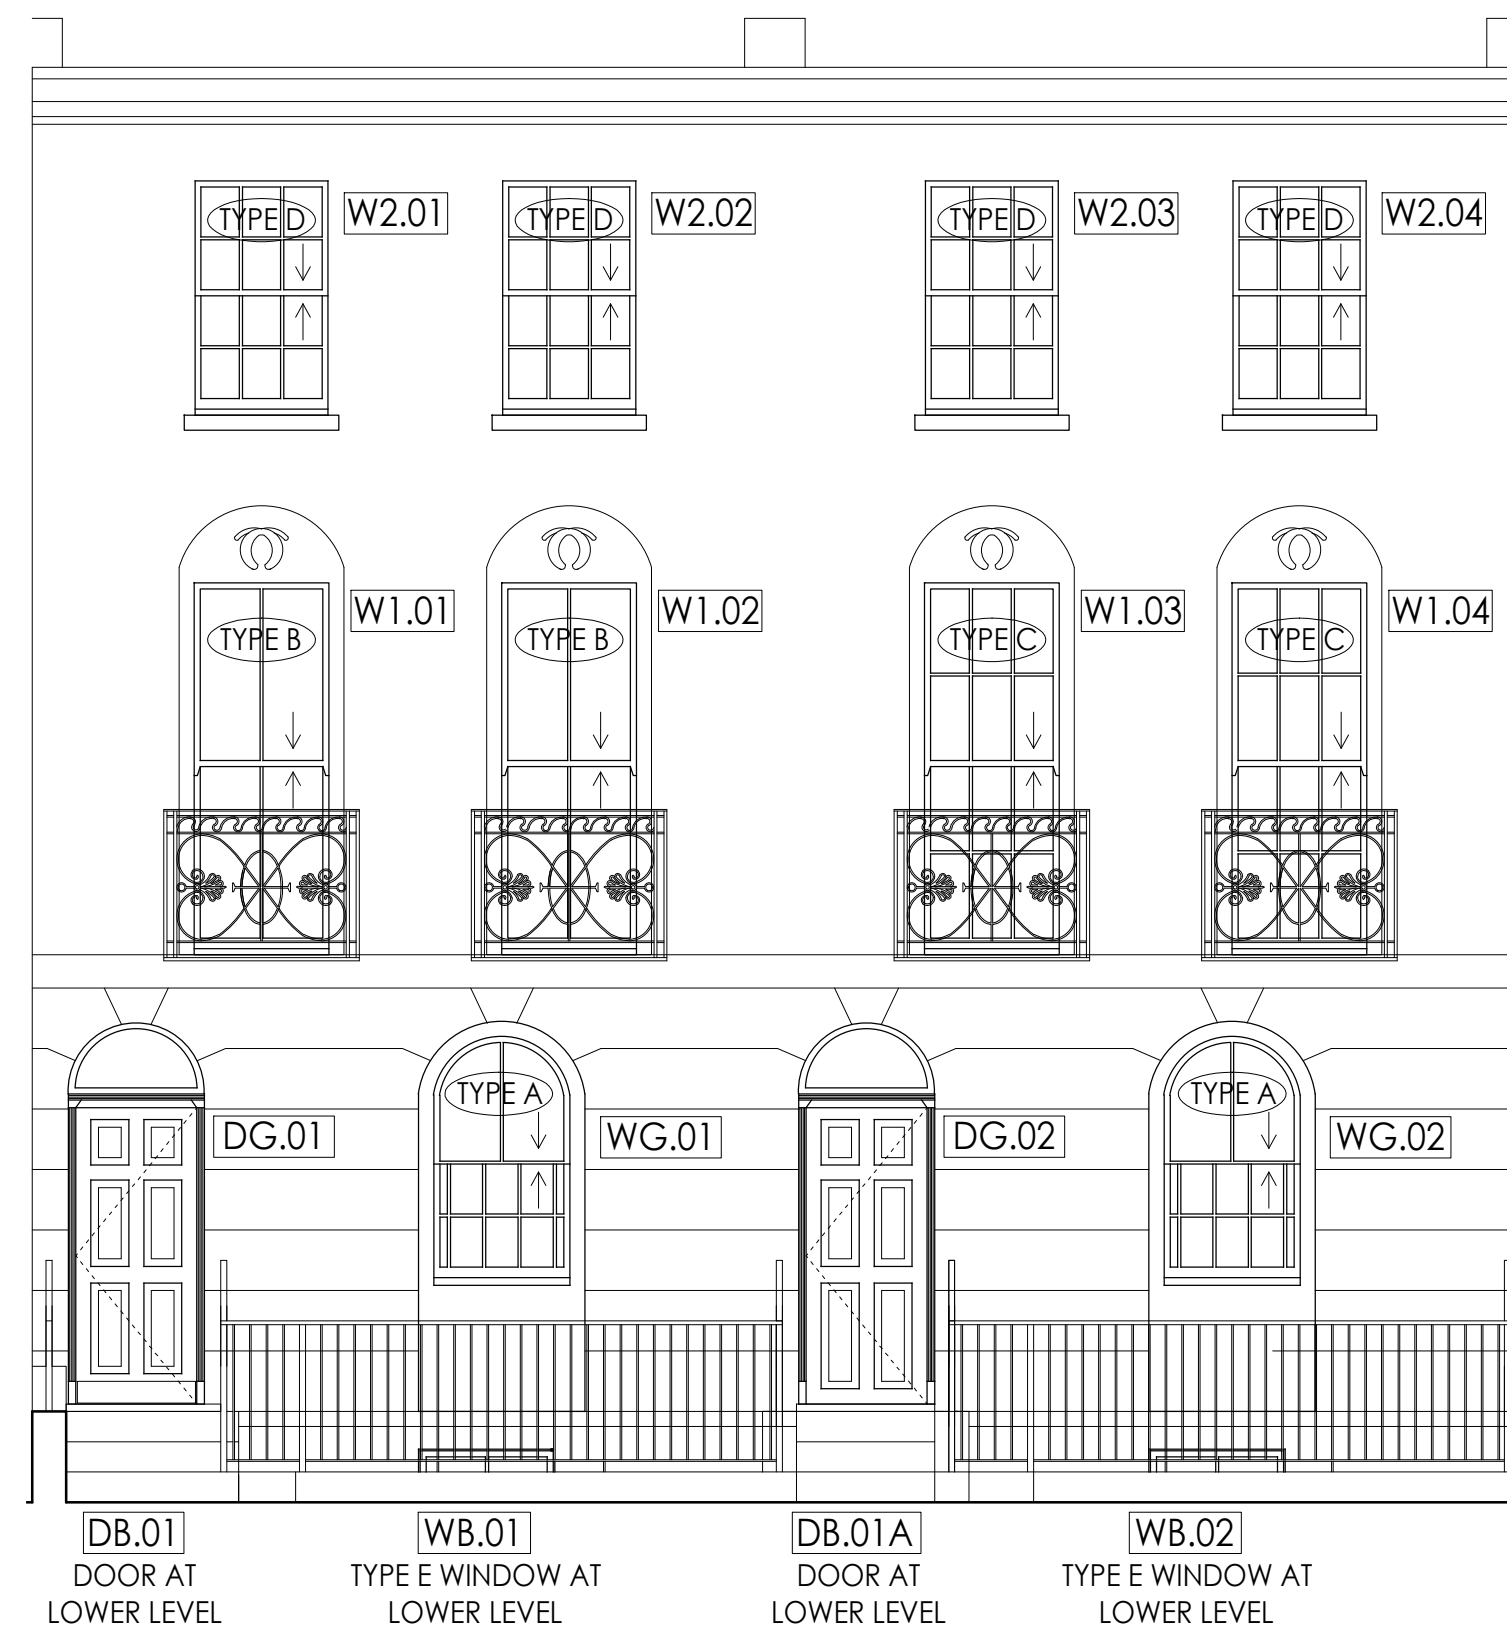 TYPE D W2.01 TYPE D W2.02 TYPE D W2.03 TYPE D W2.04
W1.01 W1.02 W1.03 W1.04
TYPE B TYPE B TYPE C TYPE C
TYPE A TYPE A
DG.01 WG.01 DG.02 WG.02
DB.01 WB.01 DB.01A WB.02
DOOR AT TYPE E WINDOW AT DOOR AT TYPE E WINDOW AT
LOWER LEVEL LOWER LEVEL LOWER LEVEL LOWER LEVEL